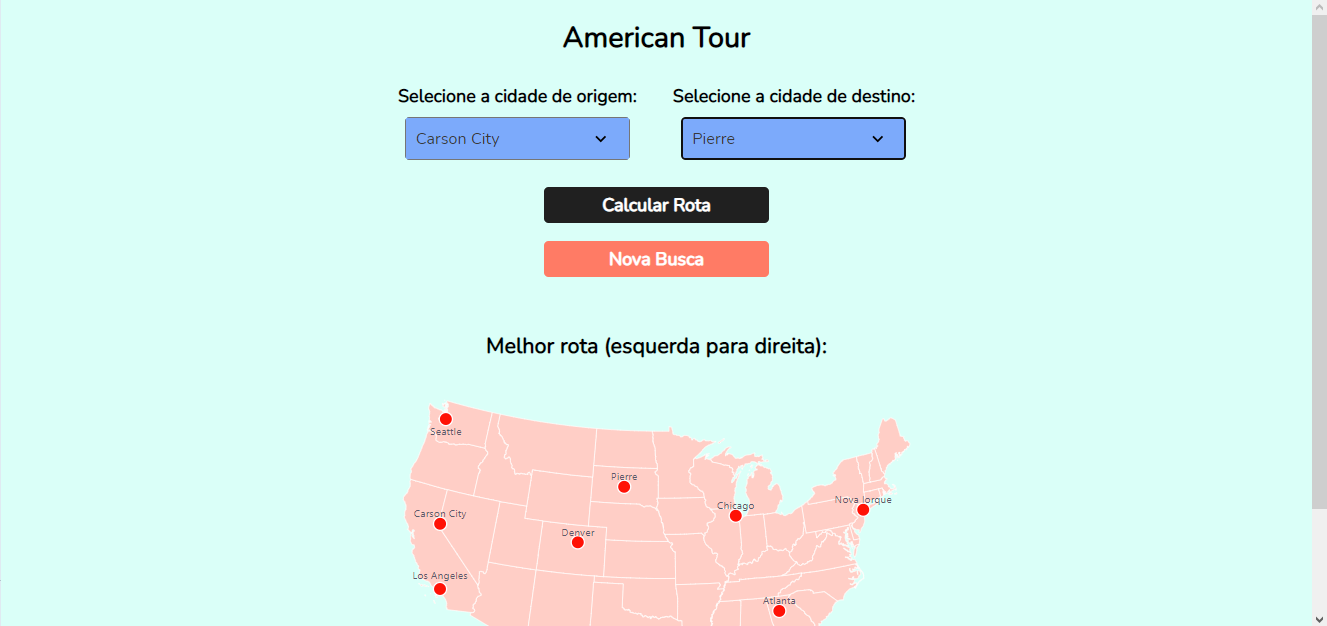 American Tour
Selecione a cidade de origem: Selecione a cidade de destino:
Carson City Pierre
Calcular Rota
Nova Busca
Melhor rota (esquerda para direita):
Seattle
Pierre
Nova Iorque
Chicago
Carson City
Denver
Los Angeles
Atlanta